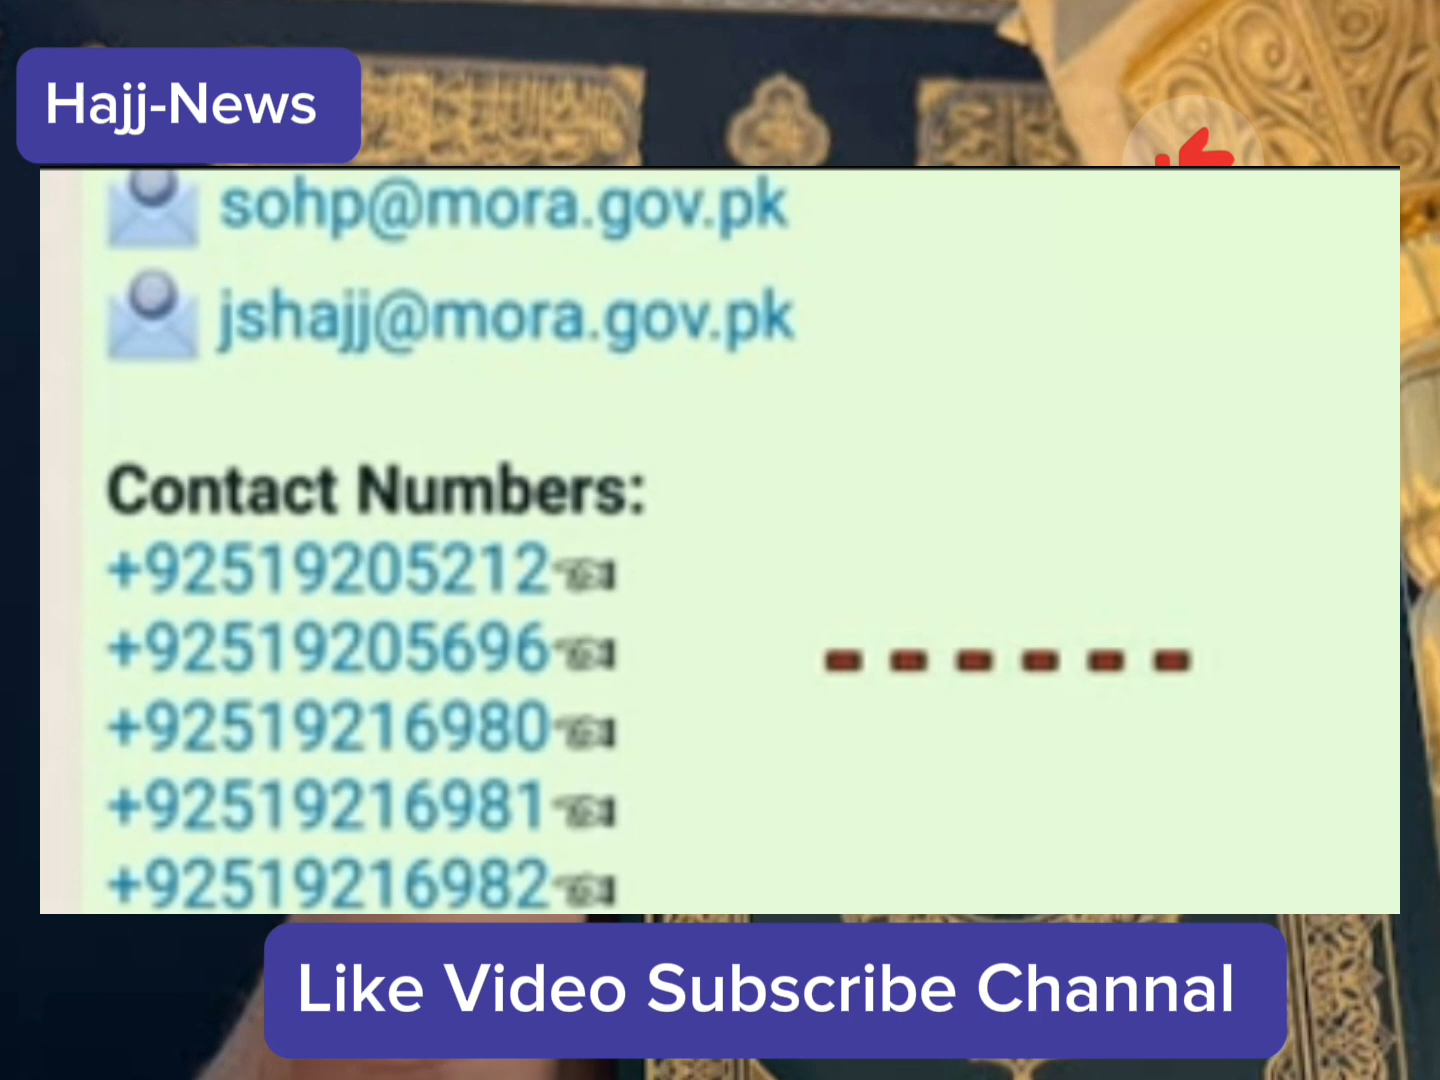 Hajj-News
sohp@mora.gov.pk
jshajj@mora.gov.pk
Contact Numbers:
+92519205212☜
+92519205696☜
------
+92519216980☜
+92519216981☜
+92519216982☜
Like Video Subscribe Channal